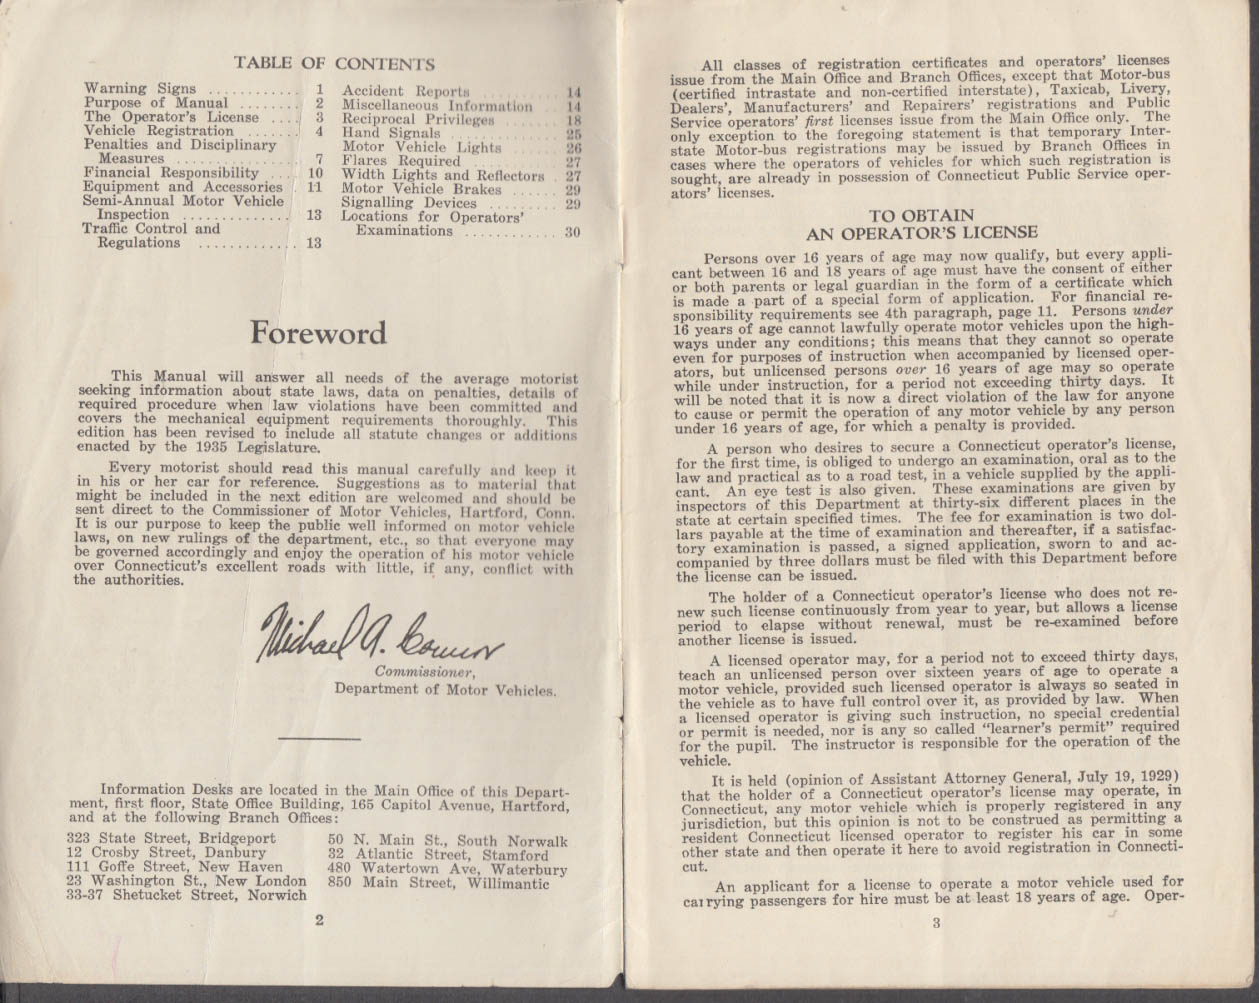 TABLE OF CONTENTS
Warning Signs ............ 1
Purpose of Manual ........ 2
The Operator's License .... 3
Vehicle Registration ....... 4
Penalties and Disciplinary
Measures ................ 7
Financial Responsibility .... 10
Equipment and Accessories 11
Semi-Annual Motor Vehicle
Inspection .............. 13
Traffic Control and
Regulations ............ 13
Accident Reports .......... 14
Miscellaneous Information 14
Reciprocal Privileges ...... 18
Hand Signals ............. 25
Motor Vehicle Lights ...... 26
Flares Required ........... 27
Width Lights and Reflectors . 27
Motor Vehicle Brakes ...... 29
Signalling Devices ......... 29
Locations for Operators'
Examinations ............ 30
Foreword
This Manual will answer all needs of the average motorist
seeking information about state laws, data on penalties, details of
required procedure when law violations have been committed and
covers the mechanical equipment requirements thoroughly. This
edition has been revised to include all statute changes or additions
enacted by the 1935 Legislature.
Every motorist should read this manual carefully and keep it
in his or her car for reference. Suggestions as to material that
might be included in the next edition are welcomed and should be
sent direct to the Commissioner of Motor Vehicles, Hartford, Conn.
It is our purpose to keep the public well informed on motor vehicle
laws, on new rulings of the department, etc., so that everyone may
be governed accordingly and enjoy the operation of his motor vehicle
over Connecticut's excellent roads with little, if any, conflict with
the authorities.
Michael A. Connor
Commissioner,
Department of Motor Vehicles.
Information Desks are located in the Main Office of this Depart-
ment, first floor, State Office Building, 165 Capitol Avenue, Hartford,
and at the following Branch Offices:
323 State Street, Bridgeport
12 Crosby Street, Danbury
111 Goffe Street, New Haven
23 Washington St., New London
33-37 Shetucket Street, Norwich
50 N. Main St., South Norwalk
32 Atlantic Street, Stamford
480 Watertown Ave, Waterbury
850 Main Street, Willimantic
2
All classes of registration certificates and operators' licenses
issue from the Main Office and Branch Offices, except that Motor-bus
(certified intrastate and non-certified interstate), Taxicab, Livery,
Dealers', Manufacturers' and Repairers' registrations and Public
Service operators' first licenses issue from the Main Office only. The
only exception to the foregoing statement is that temporary Inter-
state Motor-bus registrations may be issued by Branch Offices in
cases where the operators of vehicles for which such registration is
sought, are already in possession of Connecticut Public Service oper-
ators' licenses.
TO OBTAIN
AN OPERATOR'S LICENSE
Persons over 16 years of age may now qualify, but every appli-
cant between 16 and 18 years of age must have the consent of either
or both parents or legal guardian in the form of a certificate which
is made a part of a special form of application. For financial re-
sponsibility requirements see 4th paragraph, page 11. Persons under
16 years of age cannot lawfully operate motor vehicles upon the high-
ways under any conditions; this means that they cannot so operate
even for purposes of instruction when accompanied by licensed oper-
ators, but unlicensed persons over 16 years of age may so operate
while under instruction, for a period not exceeding thirty days. It
will be noted that it is now a direct violation of the law for anyone
to cause or permit the operation of any motor vehicle by any person
under 16 years of age, for which a penalty is provided.
A person who desires to secure a Connecticut operator's license,
for the first time, is obliged to undergo an examination, oral as to the
law and practical as to a road test, in a vehicle supplied by the appli-
cant. An eye test is also given. These examinations are given by
inspectors of this Department at thirty-six different places in the
state at certain specified times. The fee for examination is two dol-
lars payable at the time of examination and thereafter, if a satisfac-
tory examination is passed, a signed application, sworn to and ac-
companied by three dollars must be filed with this Department before
the license can be issued.
The holder of a Connecticut operator's license who does not re-
new such license continuously from year to year, but allows a license
period to elapse without renewal, must be re-examined before
another license is issued.
A licensed operator may, for a period not to exceed thirty days,
teach an unlicensed person over sixteen years of age to operate a
motor vehicle, provided such licensed operator is always so seated in
the vehicle as to have full control over it, as provided by law. When
a licensed operator is giving such instruction, no special credential
or permit is needed, nor is any so called "learner's permit" required
for the pupil. The instructor is responsible for the operation of the
vehicle.
It is held (opinion of Assistant Attorney General, July 19, 1929)
that the holder of a Connecticut operator's license may operate, in
Connecticut, any motor vehicle which is properly registered in any
jurisdiction, but this opinion is not to be construed as permitting a
resident Connecticut licensed operator to register his car in some
other state and then operate it here to avoid registration in Connecti-
cut.
An applicant for a license to operate a motor vehicle used for
carrying passengers for hire must be at least 18 years of age. Oper-
3